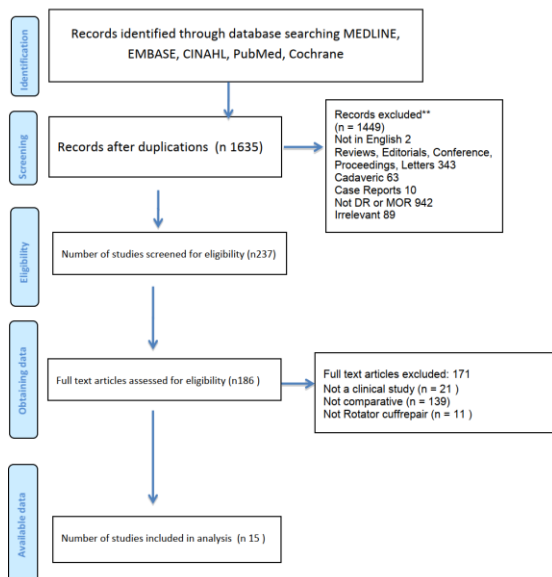 Identification
Records identified through database searching MEDLINE,
EMBASE, CINAHL, PubMed, Cochrane
Screening
Records after duplications (n 1635)
Records excluded**
(n = 1449)
Not in English 2
Reviews, Editorials, Conference,
Proceedings, Letters 343
Cadaveric 63
Case Reports 10
Not DR or MOR 942
Irrelevant 89
Eligibility
Number of studies screened for eligibility (n237)
Obtaining data
Full text articles assessed for eligibility (n186 )
Full text articles excluded: 171
Not a clinical study (n = 21 )
Not comparative (n = 139)
Not Rotator cuffrepair (n = 11 )
Available data
Number of studies included in analysis (n 15 )